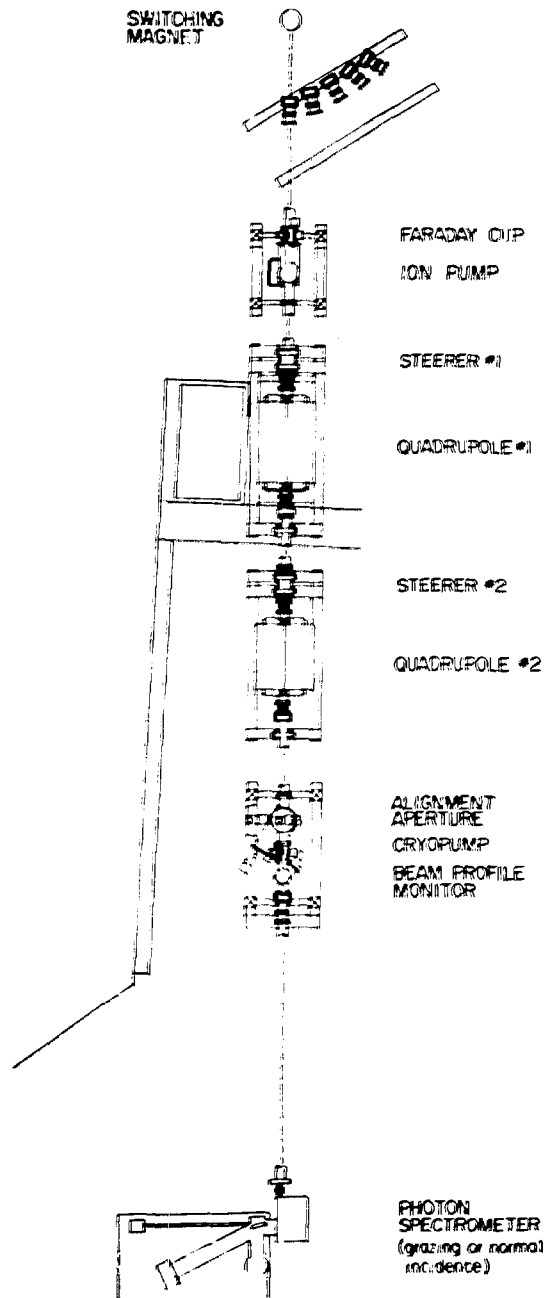 SWITCHING
MAGNET
FARADAY CUP
ION PUMP
STEERER #1
QUADRUPOLE #1
STEERER #2
QUADRUPOLE #2
ALIGNMENT
APERTURE
CRYOPUMP
BEAM PROFILE
MONITOR
PHOTON
SPECTROMETER
(grazing or normal
incidence)